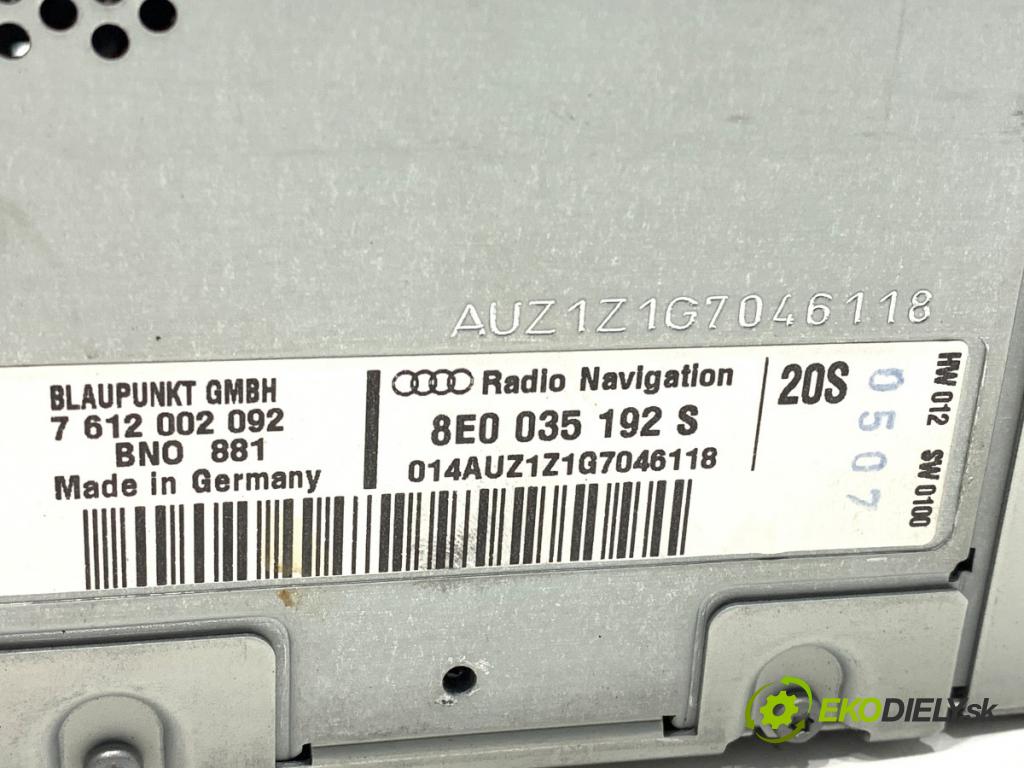 AUZ1Z1G7046118
BLAUPUNKT GMBH
7 612 002 092
BNO 881
Made in Germany
Radio Navigation
8E0 035 192 S
014AUZ1Z1G7046118
20S
0507
HW 012 SW 0100
EKODIELY.sk